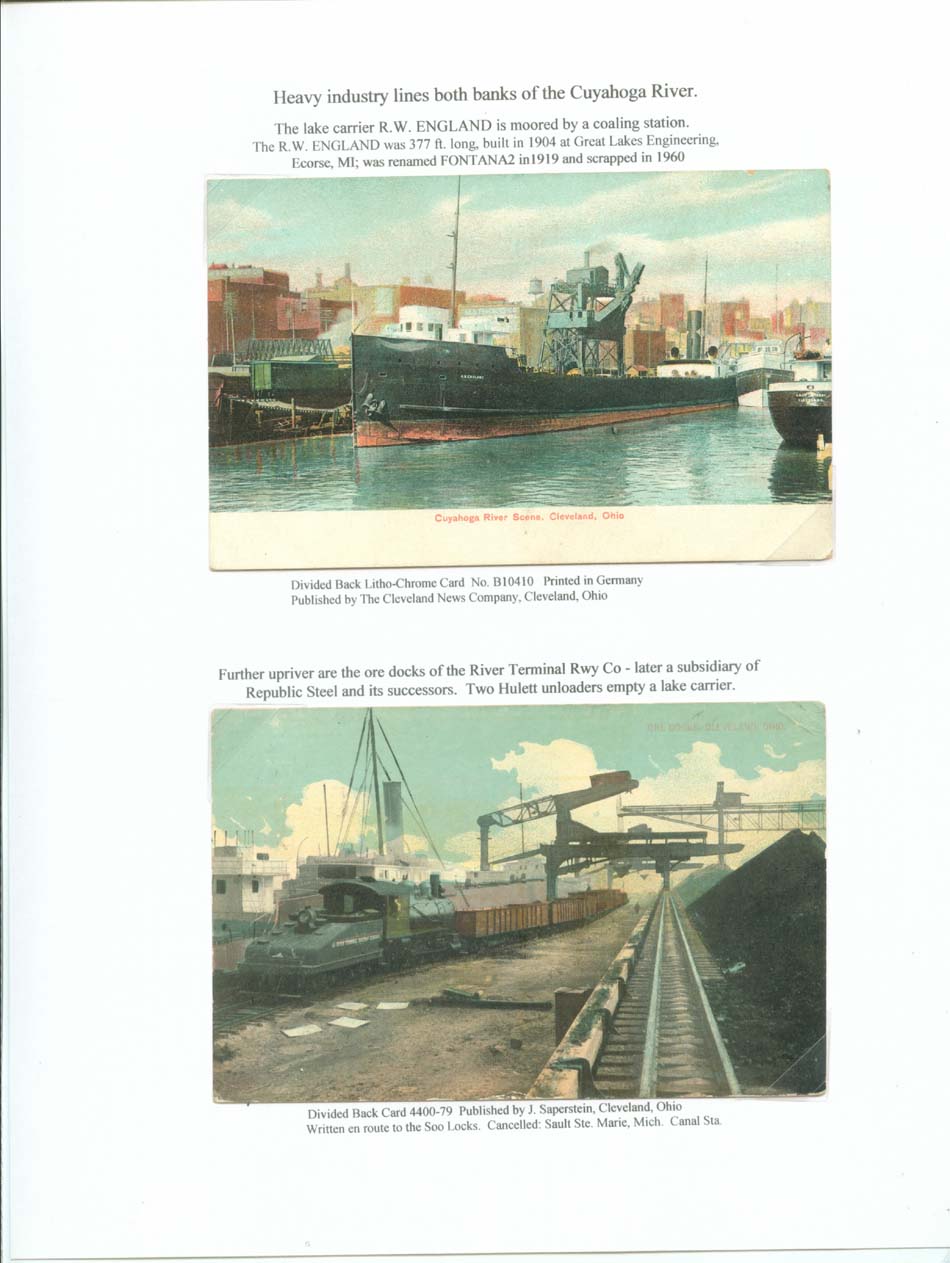 Heavy industry lines both banks of the Cuyahoga River.
The lake carrier R.W. ENGLAND is moored by a coaling station.
The R.W. ENGLAND was 377 ft. long, built in 1904 at Great Lakes Engineering,
Ecorse, MI; was renamed FONTANA2 in1919 and scrapped in 1960
R.W.ENGLAND
Cuyahoga River Scene. Cleveland, Ohio
Divided Back Litho-Chrome Card No. B10410 Printed in Germany
Published by The Cleveland News Company, Cleveland, Ohio
Further upriver are the ore docks of the River Terminal Rwy Co - later a subsidiary of
Republic Steel and its successors. Two Hulett unloaders empty a lake carrier.
ORE DOCKS, CLEVELAND, OHIO.
Divided Back Card 4400-79 Published by J. Saperstein, Cleveland, Ohio
Written en route to the Soo Locks. Cancelled: Sault Ste. Marie, Mich. Canal Sta.